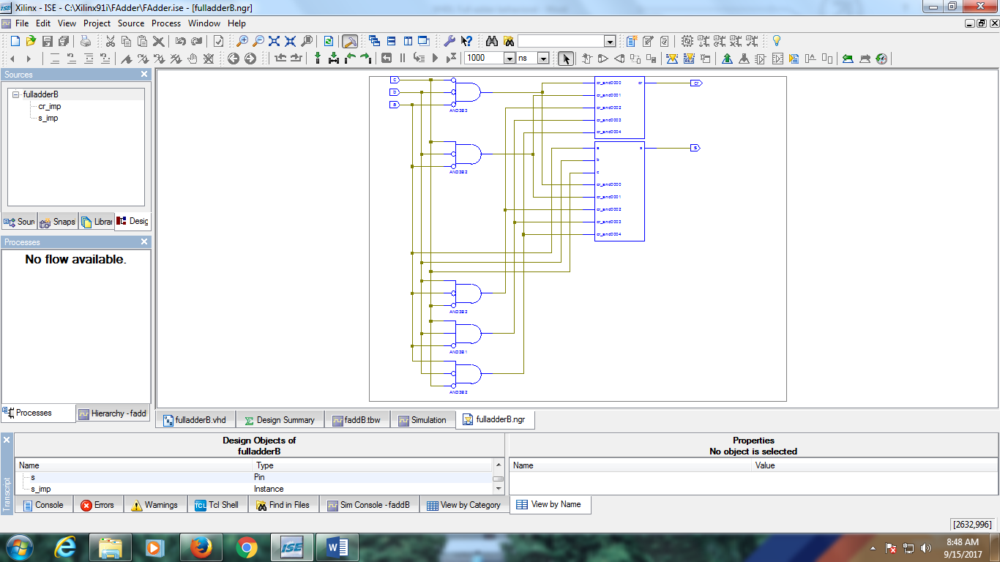 Xilinx - ISE - C:\Xilinx91i\FAdder\FAdder.ise - [fulladderB.ngr]
File Edit View Project Source Process Window Help
1000 ns
Sources
fulladderB
cr_imp
s_imp
Sour Snaps Librar Desig
Processes
No flow available.
Processes Hierarchy - fadd
c
b
a
AND3B3
AND3B2
AND3B2
AND3B1
AND3B2
cr_and0000 cr
cr_and0001
cr_and0002
cr_and0003
cr_and0004
cr
a s
b
c
cr_and0000
cr_and0001
cr_and0002
cr_and0003
cr_and0004
s
fulladderB.vhd Design Summary faddB.tbw Simulation fulladderB.ngr
Transcript
Design Objects of
fulladderB
Name Type
s Pin
s_imp Instance
Properties
No object is selected
Name Value
Console Errors Warnings TCL Tcl Shell Find in Files Sim Console - faddB View by Category View by Name
[2632,996]
ISE
8:48 AM
9/15/2017